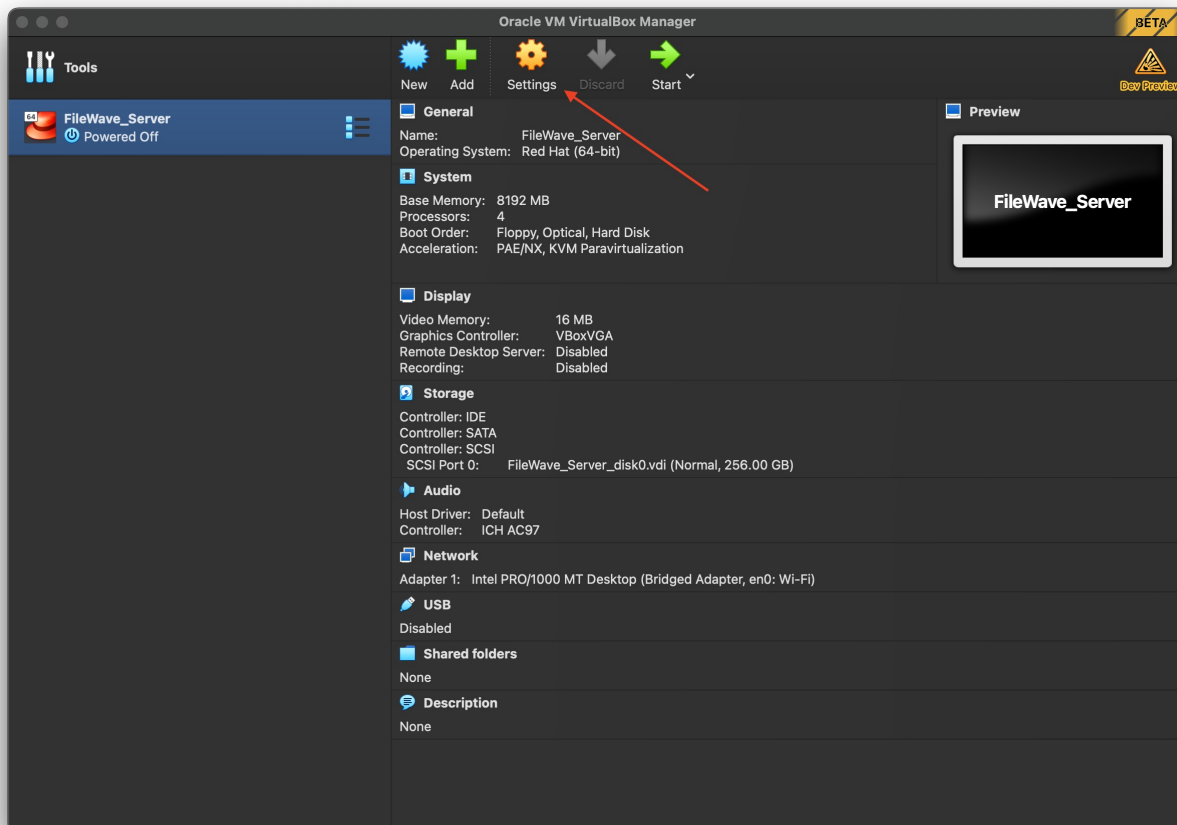 Oracle VM VirtualBox Manager
BETA
Tools
New
Add
Settings
Discard
Start
Dev Preview
64
FileWave_Server
Powered Off
General
Name: FileWave_Server
Operating System: Red Hat (64-bit)
System
Base Memory: 8192 MB
Processors: 4
Boot Order: Floppy, Optical, Hard Disk
Acceleration: PAE/NX, KVM Paravirtualization
Preview
FileWave_Server
Display
Video Memory: 16 MB
Graphics Controller: VBoxVGA
Remote Desktop Server: Disabled
Recording: Disabled
Storage
Controller: IDE
Controller: SATA
Controller: SCSI
SCSI Port 0: FileWave_Server_disk0.vdi (Normal, 256.00 GB)
Audio
Host Driver: Default
Controller: ICH AC97
Network
Adapter 1: Intel PRO/1000 MT Desktop (Bridged Adapter, en0: Wi-Fi)
USB
Disabled
Shared folders
None
Description
None